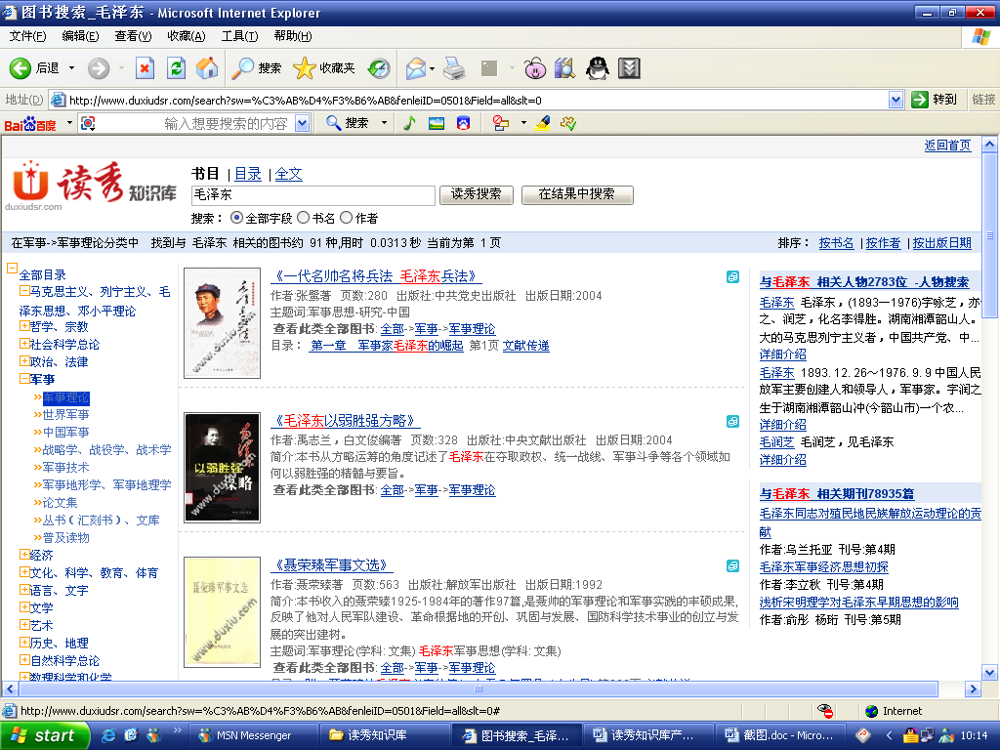 图书搜索_毛泽东 - Microsoft Internet Explorer
文件(F) 编辑(E) 查看(V) 收藏(A) 工具(T) 帮助(H)
后退 搜索 收藏夹
地址(D) http://www.duxiudsr.com/search?sw=%C3%AB%D4%F3%B6%AB&fenleiID=0501&Field=all&slt=0 转到 链接
Bai百度 输入想要搜索的内容 搜索
返回首页
读秀知识库
duxiudsr.com
书目 | 目录 | 全文
毛泽东 读秀搜索 在结果中搜索
搜索: 全部字段 书名 作者
在军事->军事理论分类中 找到与 毛泽东 相关的图书约 91 种,用时 0.0313 秒 当前为第 1 页
排序: 按书名 | 按作者 | 按出版日期
全部目录
马克思主义、列宁主义、毛
泽东思想、邓小平理论
哲学、宗教
社会科学总论
政治、法律
军事
»军事理论
»世界军事
»中国军事
»战略学、战役学、战术学
»军事技术
»军事地形学、军事地理学
»论文集
»丛书(汇刻书)、文库
»普及读物
经济
文化、科学、教育、体育
语言、文字
文学
艺术
历史、地理
自然科学总论
数理科学和化学
www.duxiu.com
《一代名帅名将兵法 毛泽东兵法》
作者:张鹭著 页数:280 出版社:中共党史出版社 出版日期:2004
主题词:军事思想-研究-中国
查看此类全部图书: 全部->军事->军事理论
目录: 第一章 军事家毛泽东的崛起 第1页 文献传递
以弱胜强
www.duxiu.com
《毛泽东以弱胜强方略》
作者:禹志兰，白文俊编著 页数:328 出版社:中央文献出版社 出版日期:2004
简介:本书从方略运筹的角度记述了毛泽东在夺取政权、统一战线、军事斗争等各个领域如
何以弱胜强的精髓与要旨。
查看此类全部图书: 全部->军事->军事理论
聂荣臻军事文选
www.duxiu.com
《聂荣臻军事文选》
作者:聂荣臻著 页数:563 出版社:解放军出版社 出版日期:1992
简介:本书收入的聂荣臻1925-1984年的著作97篇,是聂帅的军事理论和军事实践的丰硕成果,
反映了他对人民军队建设、革命根据地的开创、巩固与发展、国防科学技术事业的创立与发
展的突出建树。
主题词:军事理论(学科: 文集) 毛泽东军事思想(学科: 文集)
查看此类全部图书: 全部->军事->军事理论
与毛泽东 相关人物2783位 -人物搜索
毛泽东 毛泽东，(1893—1976)字咏芝，亦
之、润芝，化名李得胜。湖南湘潭韶山人。
大的马克思列宁主义者，中国共产党、中...
详细介绍
毛泽东 1893. 12. 26～1976. 9. 9 中国人民
放军主要创建人和领导人，军事家。字润之
生于湖南湘潭韶山冲(今韶山市)一个农...
详细介绍
毛润芝 毛润芝，见毛泽东
详细介绍
与毛泽东 相关期刊78935篇
毛泽东同志对殖民地民族解放运动理论的贡
献
作者:乌兰托亚 刊号:第4期
毛泽东军事经济思想初探
作者:李立秋 刊号:第4期
浅析宋明理学对毛泽东早期思想的影响
作者:俞彤 杨珩 刊号:第5期
http://www.duxiudsr.com/search?sw=%C3%AB%D4%F3%B6%AB&fenleiID=0501&Field=all&slt=0# Internet
start MSN Messenger 读秀知识库 图书搜索_毛泽... 读秀知识库产... 截图.doc - Micro... 10:14